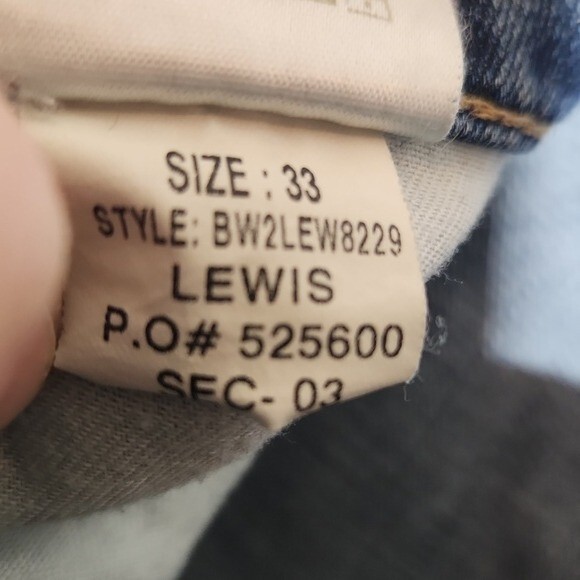 SIZE : 33
STYLE: BW2LEW8229
LEWIS
P.O# 525600
SEC- 03